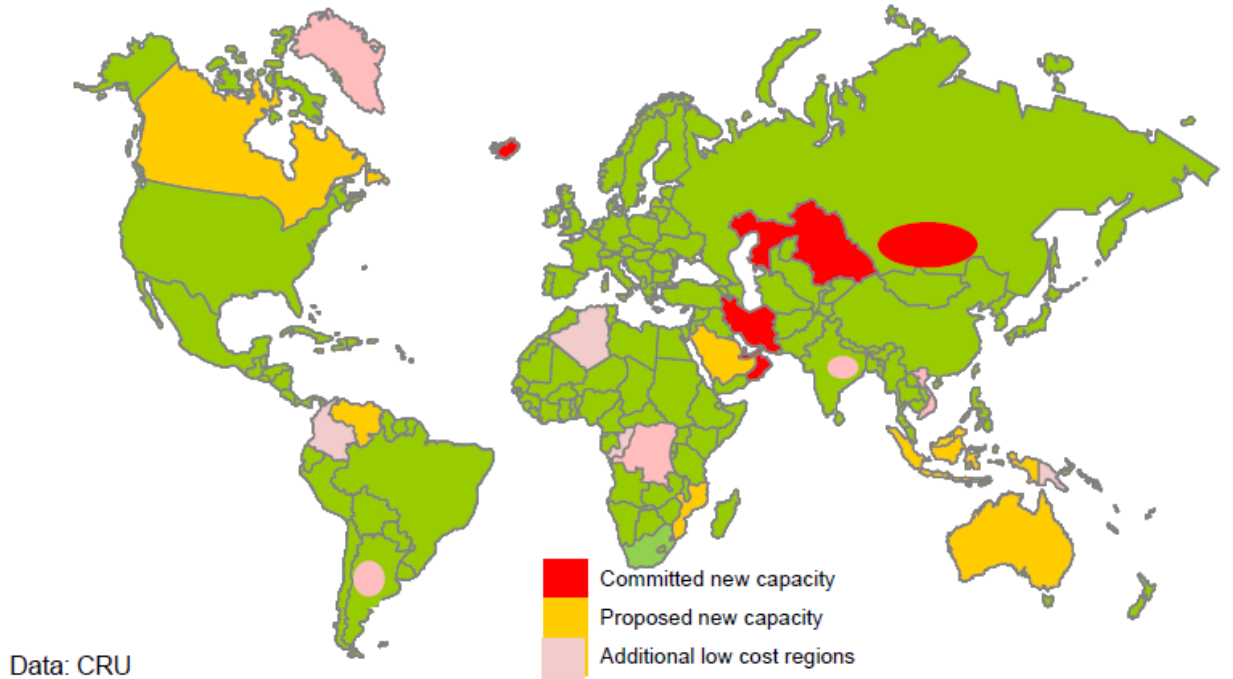 Committed new capacity
Proposed new capacity
Additional low cost regions
Data: CRU